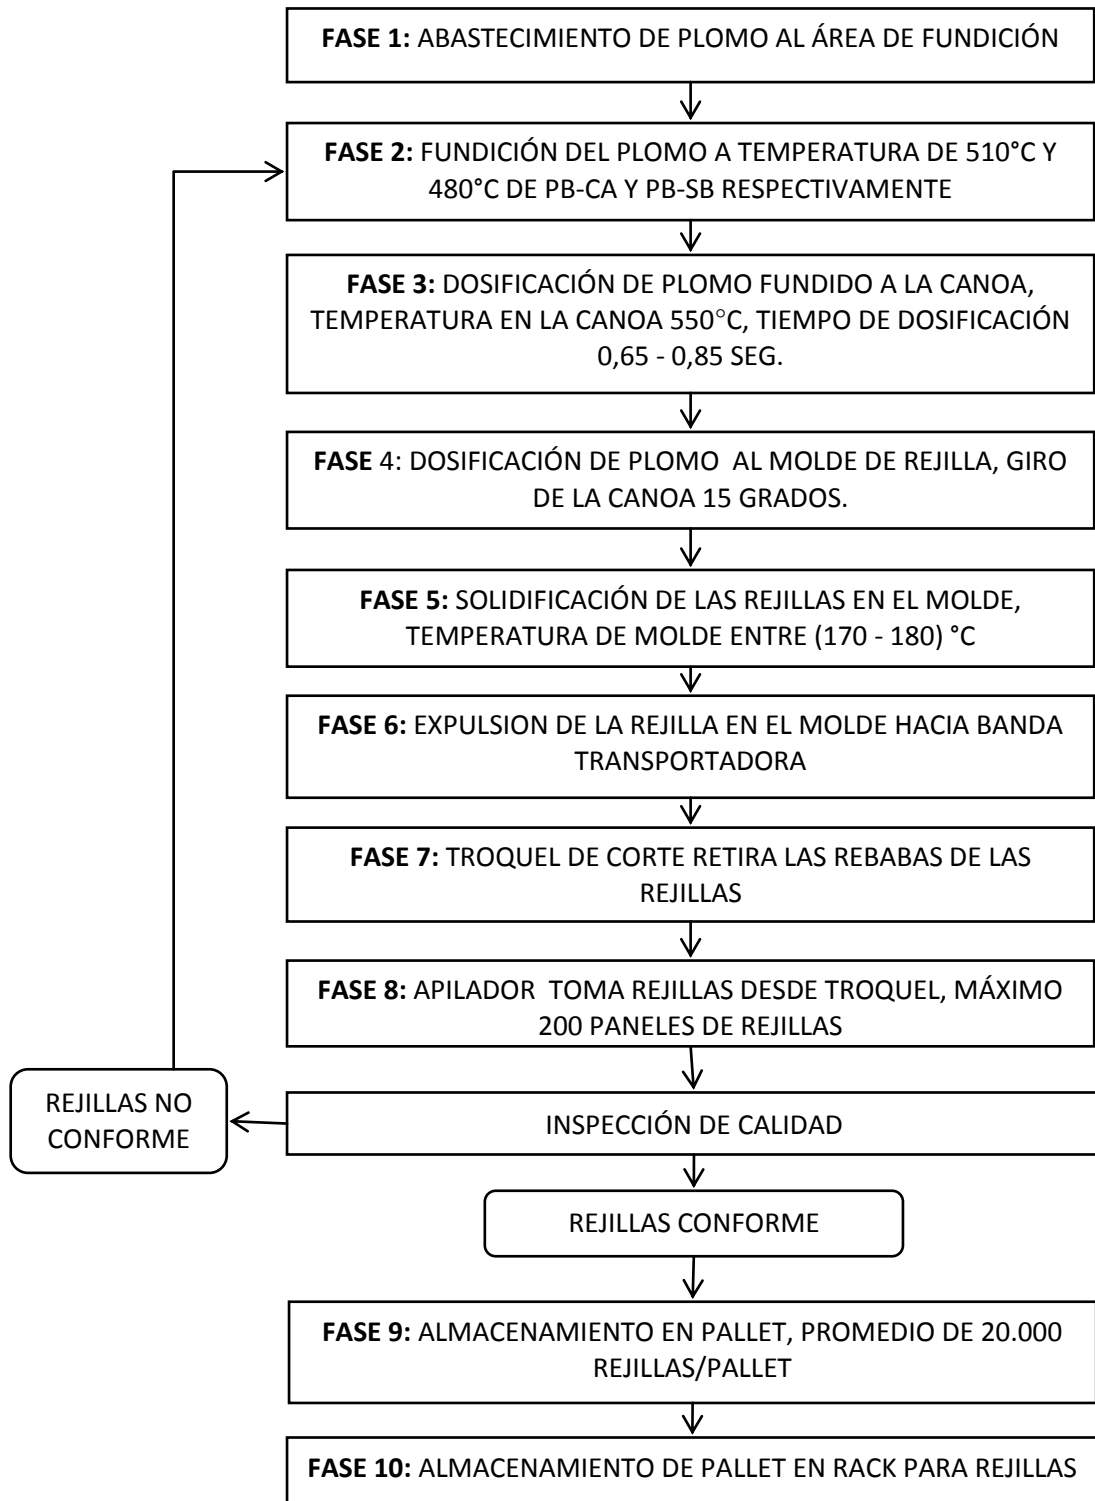 FASE 1: ABASTECIMIENTO DE PLOMO AL ÁREA DE FUNDICIÓN
FASE 2: FUNDICIÓN DEL PLOMO A TEMPERATURA DE 510°C Y
480°C DE PB-CA Y PB-SB RESPECTIVAMENTE
FASE 3: DOSIFICACIÓN DE PLOMO FUNDIDO A LA CANOA,
TEMPERATURA EN LA CANOA 550°C, TIEMPO DE DOSIFICACIÓN
0,65 - 0,85 SEG.
FASE 4: DOSIFICACIÓN DE PLOMO AL MOLDE DE REJILLA, GIRO
DE LA CANOA 15 GRADOS.
FASE 5: SOLIDIFICACIÓN DE LAS REJILLAS EN EL MOLDE,
TEMPERATURA DE MOLDE ENTRE (170 - 180) °C
FASE 6: EXPULSION DE LA REJILLA EN EL MOLDE HACIA BANDA
TRANSPORTADORA
FASE 7: TROQUEL DE CORTE RETIRA LAS REBABAS DE LAS
REJILLAS
FASE 8: APILADOR TOMA REJILLAS DESDE TROQUEL, MÁXIMO
200 PANELES DE REJILLAS
REJILLAS NO
CONFORME
INSPECCIÓN DE CALIDAD
REJILLAS CONFORME
FASE 9: ALMACENAMIENTO EN PALLET, PROMEDIO DE 20.000
REJILLAS/PALLET
FASE 10: ALMACENAMIENTO DE PALLET EN RACK PARA REJILLAS